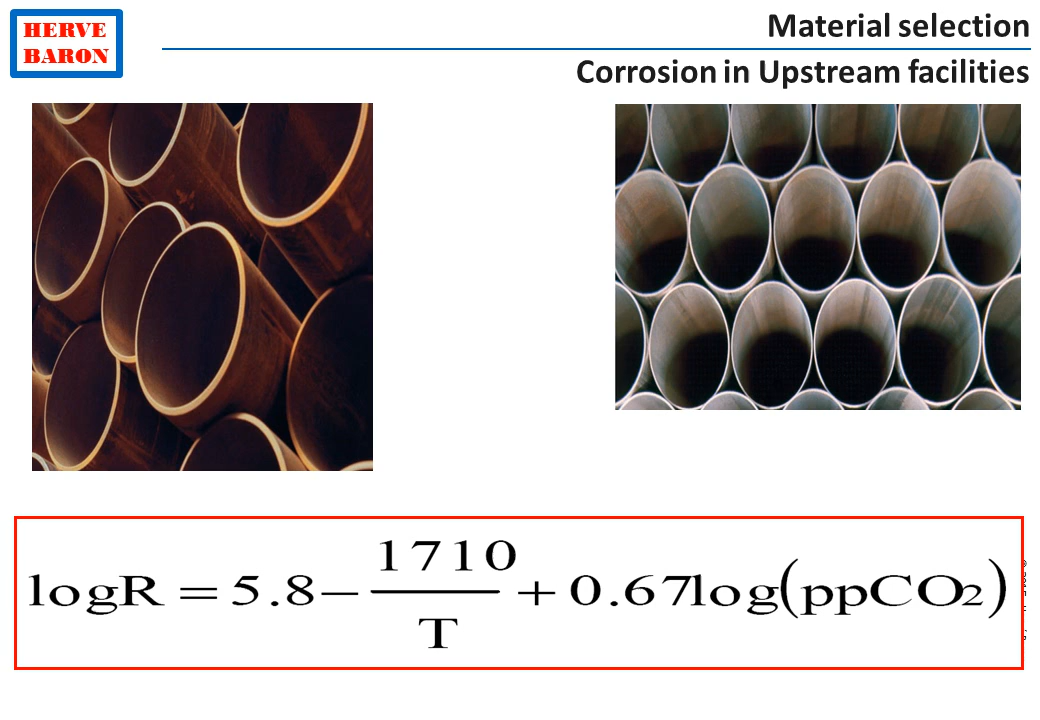 HERVE
BARON
Material selection
Corrosion in Upstream facilities
logR = 5.8 − 1710/T + 0.67log(ppCO₂)